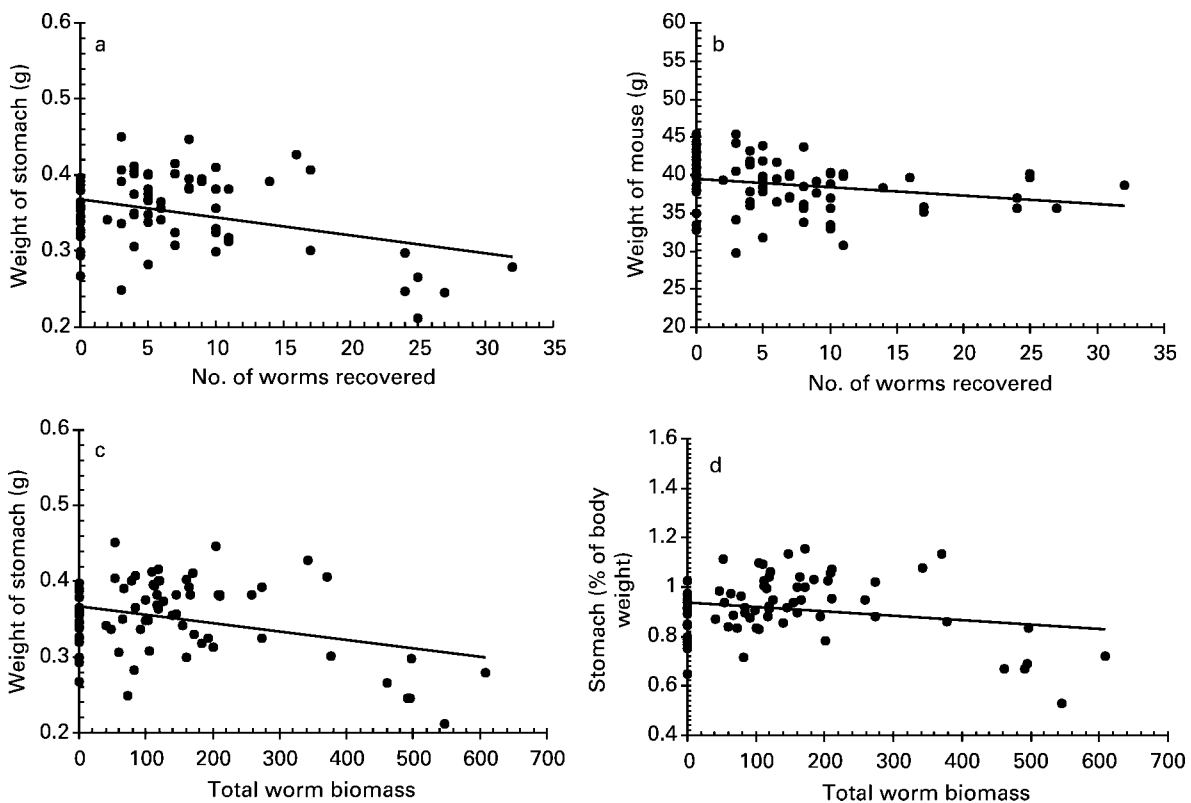 a
0.6
0.5
0.4
0.3
0.2
Weight of stomach (g)
0 5 10 15 20 25 30 35
No. of worms recovered
b
60
55
50
45
40
35
30
25
20
Weight of mouse (g)
0 5 10 15 20 25 30 35
No. of worms recovered
c
0.6
0.5
0.4
0.3
0.2
Weight of stomach (g)
0 100 200 300 400 500 600 700
Total worm biomass
d
1.6
1.4
1.2
1
0.8
0.6
0.4
Stomach (% of body
weight)
0 100 200 300 400 500 600 700
Total worm biomass